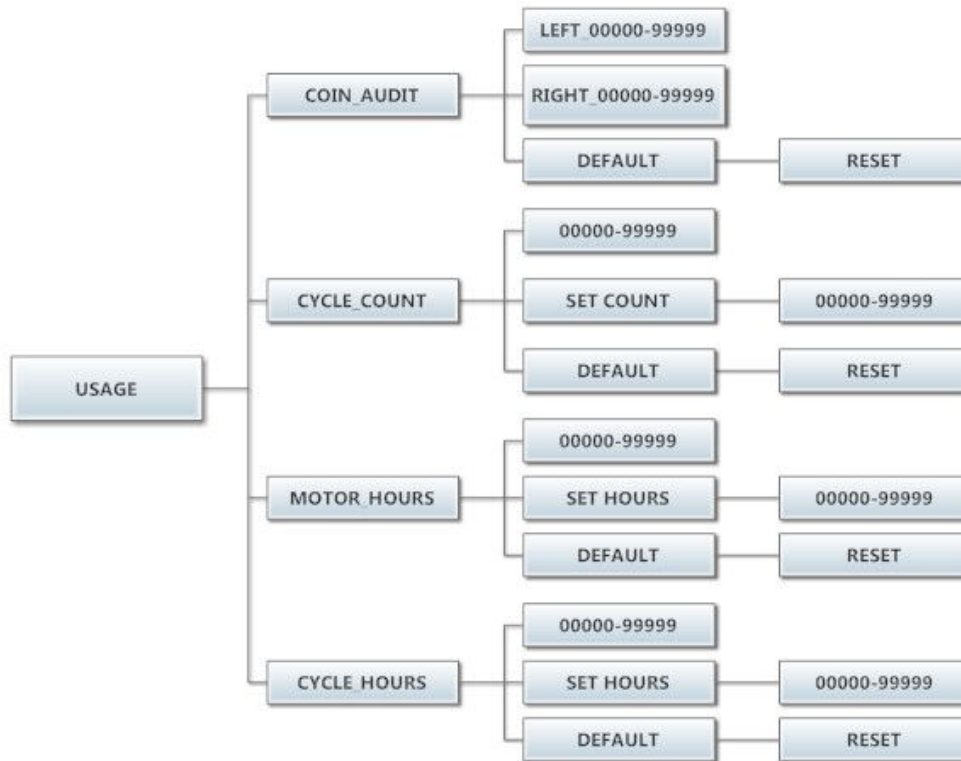 LEFT_00000-99999
COIN_AUDIT
RIGHT_00000-99999
DEFAULT
RESET
00000-99999
CYCLE_COUNT
SET COUNT
00000-99999
DEFAULT
RESET
USAGE
00000-99999
MOTOR_HOURS
SET HOURS
00000-99999
DEFAULT
RESET
00000-99999
CYCLE_HOURS
SET HOURS
00000-99999
DEFAULT
RESET